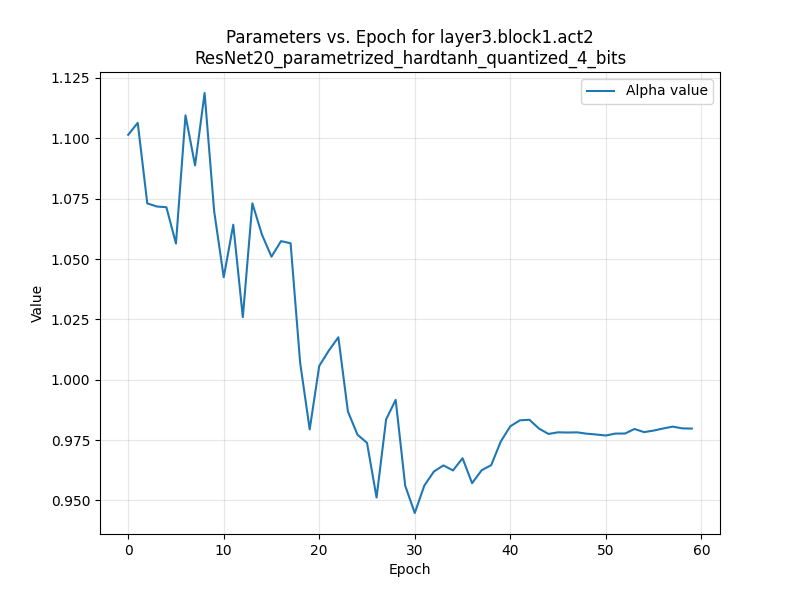 Parameters vs. Epoch for layer3.block1.act2
ResNet20_parametrized_hardtanh_quantized_4_bits
Alpha value
1.125
1.100
1.075
1.050
1.025
1.000
0.975
0.950
Value
0 10 20 30 40 50 60
Epoch